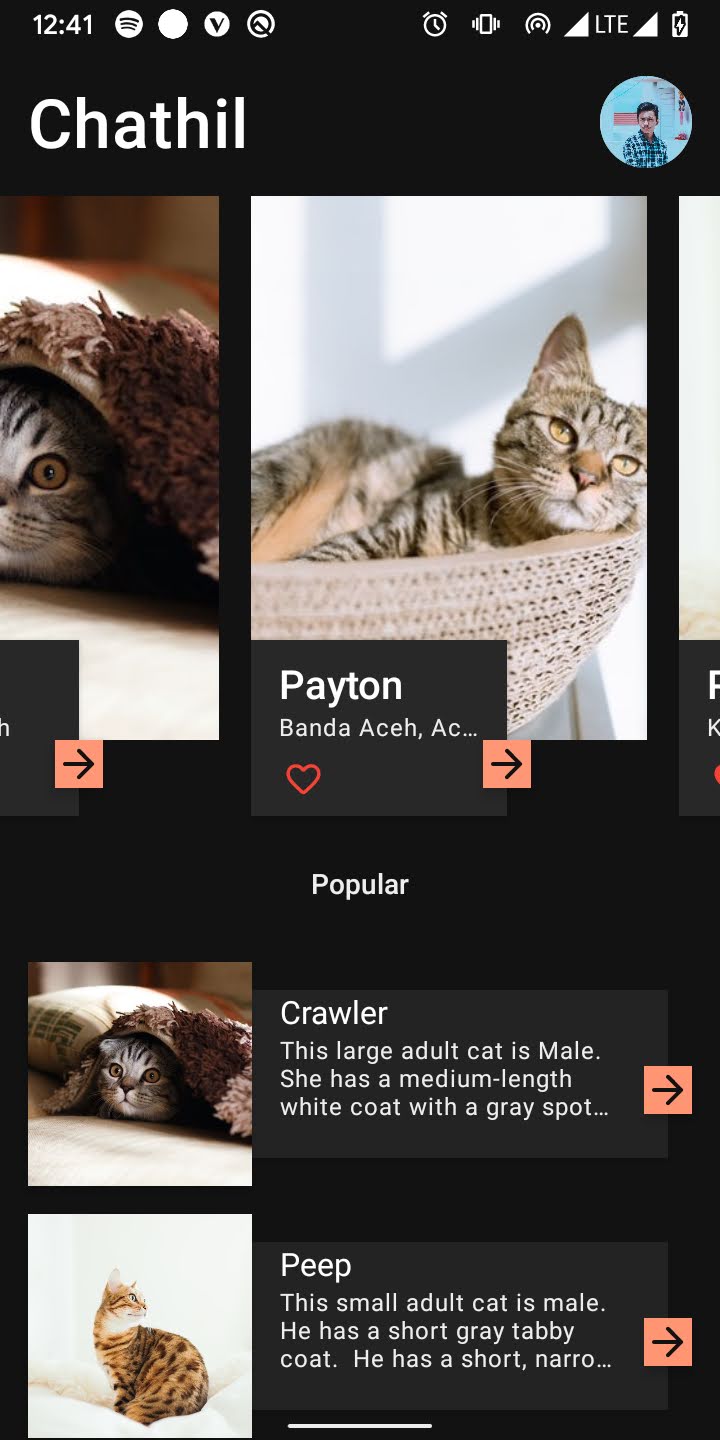 12:41
LTE
Chathil
h
Payton
Banda Aceh, Ac…
K
Popular
Crawler
This large adult cat is Male.
She has a medium-length
white coat with a gray spot…
Peep
This small adult cat is male.
He has a short gray tabby
coat.  He has a short, narro…